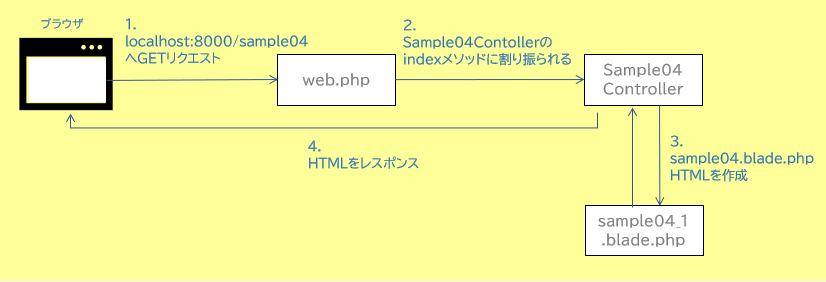 ブラウザ
1.
localhost:8000/sample04
へGETリクエスト
web.php
2.
Sample04Contollerの
indexメソッドに割り振られる
Sample04
Controller
3.
sample04.blade.php
HTMLを作成
sample04_1
.blade.php
4.
HTMLをレスポンス